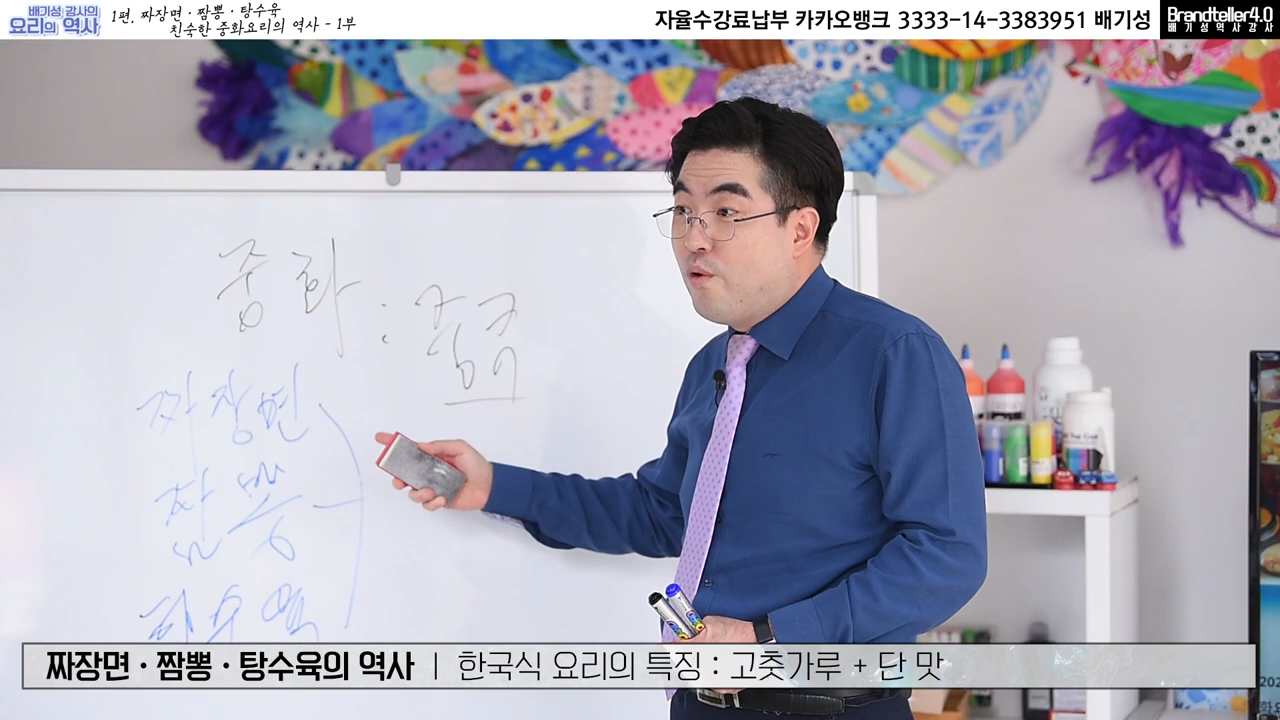 배기성 강사의
요리의 역사
1편. 짜장면·짬뽕·탕수육
친숙한 중화요리의 역사 - 1부
자율수강료납부 카카오뱅크 3333-14-3383951 배기성
Brandteller4.0
배기성역사강사
중화 : 중국
짜장면
짬뽕
탕수육
짜장면·짬뽕·탕수육의 역사 | 한국식 요리의 특징 : 고춧가루 + 단 맛